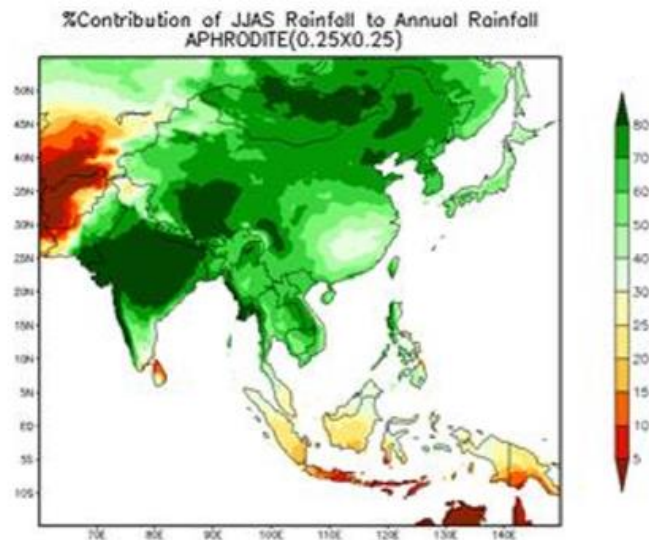 %Contribution of JJAS Rainfall to Annual Rainfall
APHRODITE(0.25X0.25)
50N
45N
40N
35N
30N
25N
20N
15N
10N
5N
EQ
5S
10S
70E
80E
90E
100E
110E
120E
130E
140E
80
70
60
50
40
30
25
20
15
10
5